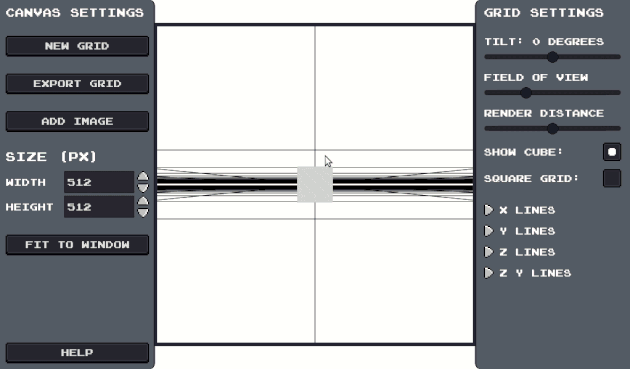 CANVAS SETTINGS
NEW GRID
EXPORT GRID
ADD IMAGE
SIZE (PX)
WIDTH 512
HEIGHT 512
FIT TO WINDOW
HELP
GRID SETTINGS
TILT: 0 DEGREES
FIELD OF VIEW
RENDER DISTANCE
SHOW CUBE:
SQUARE GRID:
X LINES
Y LINES
Z LINES
Z Y LINES